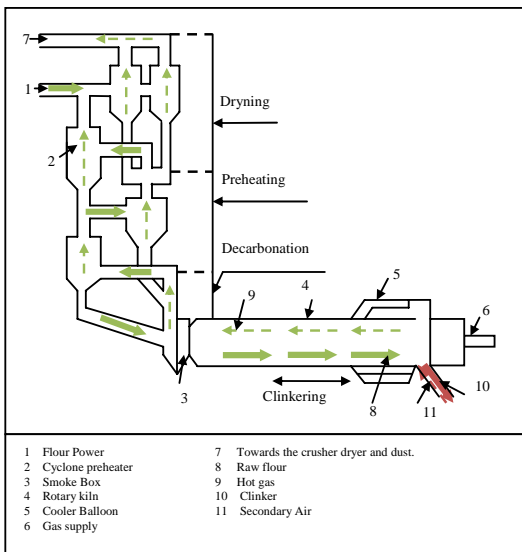 7
1
Dryning
2
Preheating
Decarbonation
9
4
5
6
3
Clinkering
8
11
10
1 Flour Power
2 Cyclone preheater
3 Smoke Box
4 Rotary kiln
5 Cooler Balloon
6 Gas supply
7 Towards the crusher dryer and dust.
8 Raw flour
9 Hot gas
10 Clinker
11 Secondary Air